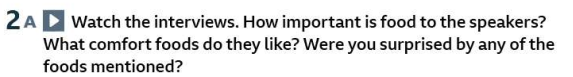 2 A Watch the interviews. How important is food to the speakers?
What comfort foods do they like? Were you surprised by any of the
foods mentioned?